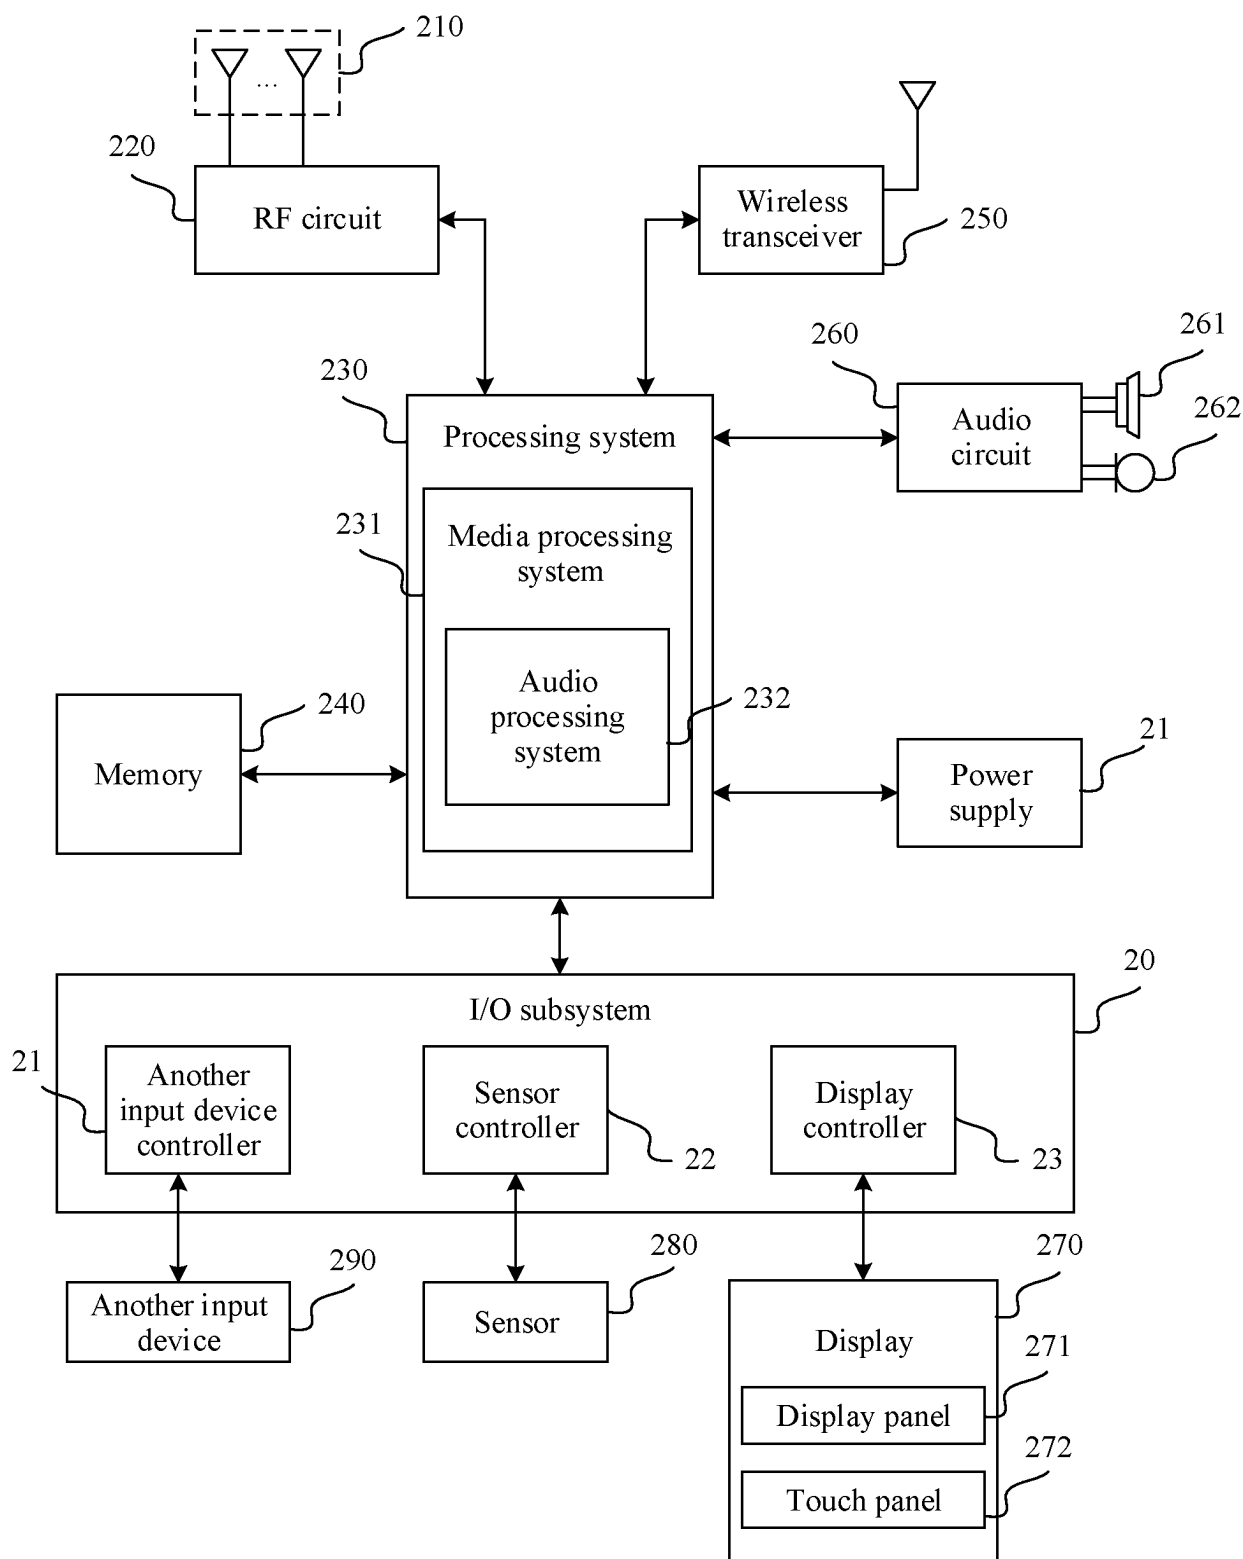 210
...
220
RF circuit
Wireless
transceiver
250
260
261
262
Audio
circuit
230
Processing system
231
Media processing
system
Audio
processing
system
232
240
Memory
21
Power
supply
20
I/O subsystem
21
Another
input device
controller
Sensor
controller
22
Display
controller
23
290
Another input
device
280
Sensor
270
Display
271
Display panel
272
Touch panel